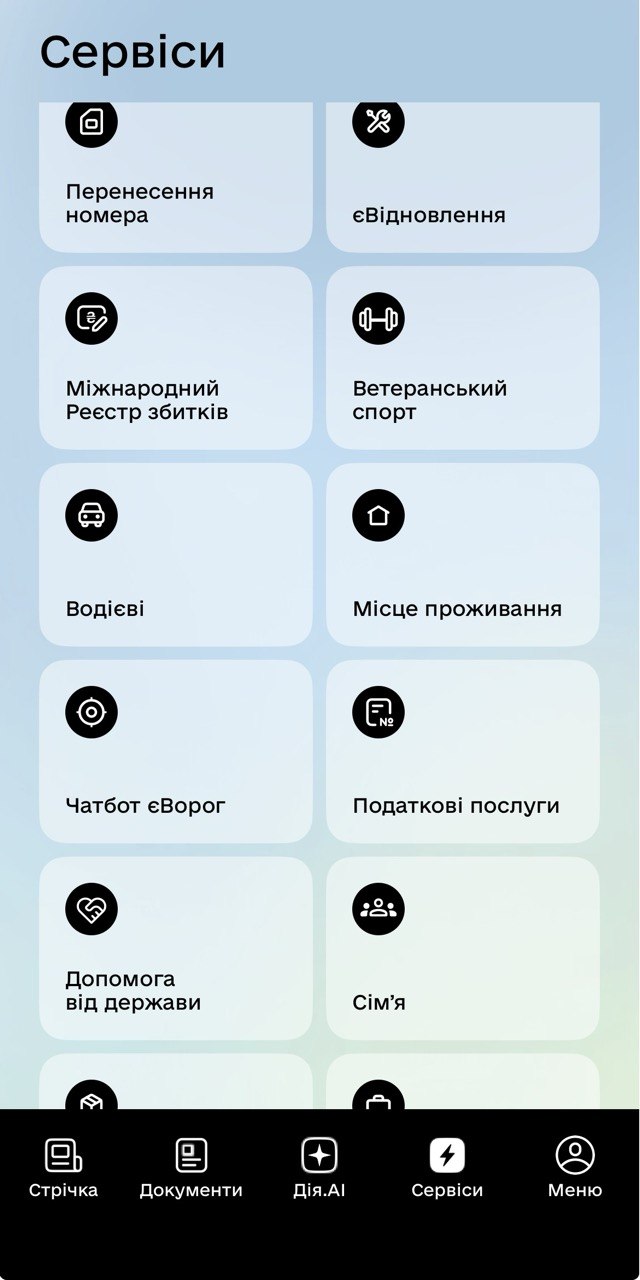 Сервіси
Перенесення
номера
єВідновлення
Міжнародний
Реєстр збитків
Ветеранський
спорт
Водієві
Місце проживання
Чатбот єВорог
№
Податкові послуги
Допомога
від держави
Сім’я
Стрічка
Документи
Дія.AI
Сервіси
Меню